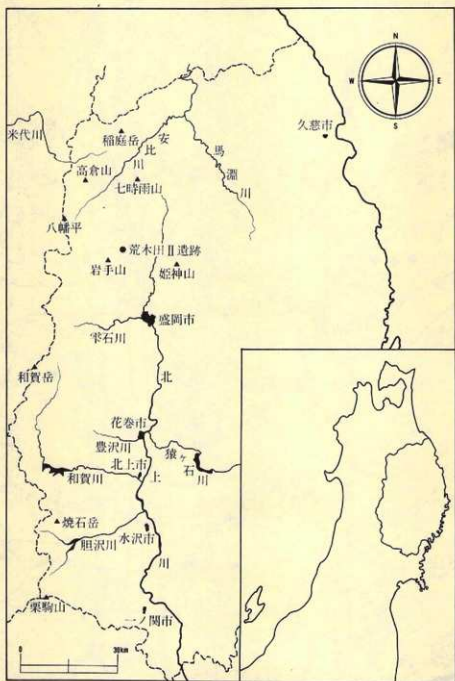 N
W
E
S
久慈市
米代川
稲庭岳
安比川
馬淵川
高倉山
七時雨山
八幡平
荒木田Ⅱ遺跡
岩手山
姫神山
盛岡市
雫石川
和賀岳
北上川
花巻市
豊沢川
猿ヶ石川
北上市
和賀川
焼石岳
水沢市
胆沢川
栗駒山
一ノ関市
0 30km